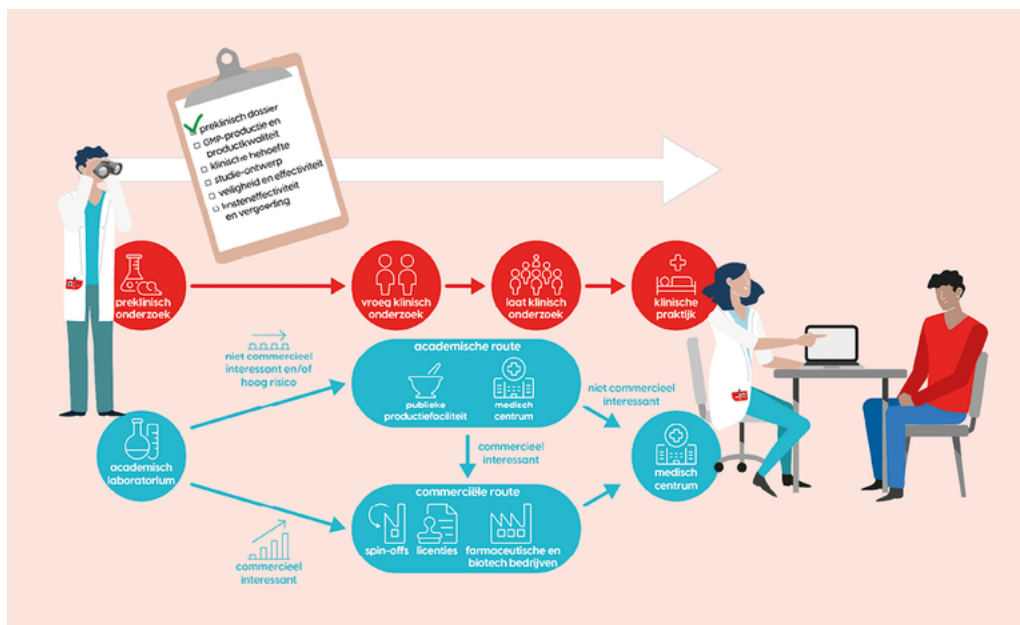 preklinisch dossier
GMP-productie en
productkwaliteit
klinische behoefte
studie-ontwerp
veiligheid en effectiviteit
kosteneffectiviteit
en vergoeding
preklinisch
onderzoek
vroeg klinisch
onderzoek
laat klinisch
onderzoek
klinische
praktijk
niet commercieel
interessant en/of
hoog risico
academische route
publieke
productiefaciliteit
medisch
centrum
niet commercieel
interessant
academisch
laboratorium
commercieel
interessant
medisch
centrum
commerciële route
spin-offs
licenties
farmaceutische en
biotech bedrijven
commercieel
interessant